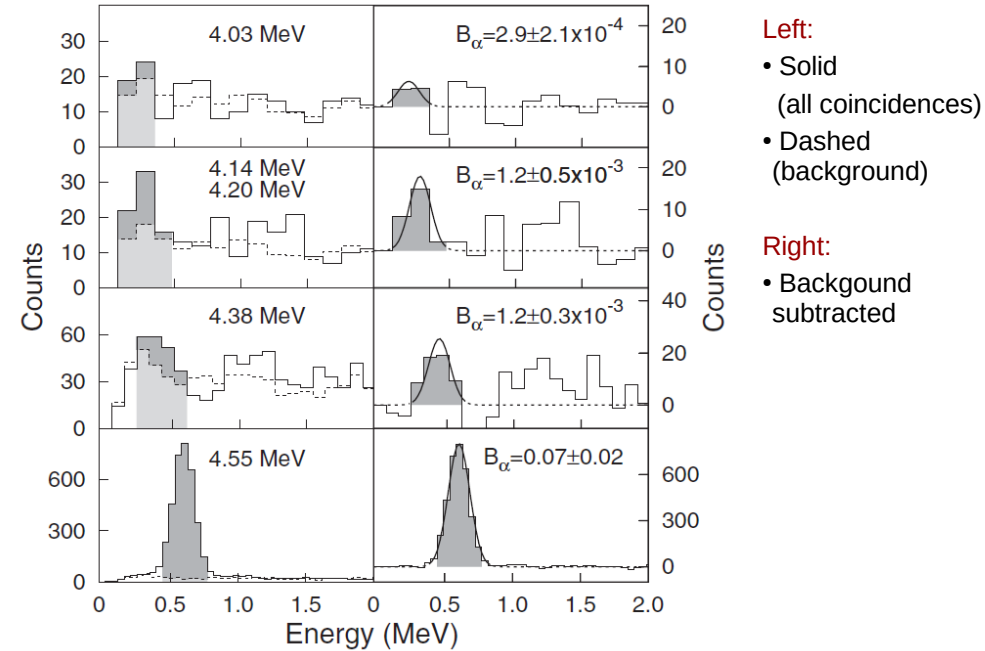 4.03 MeV
Bα=2.9±2.1x10⁻⁴
30
20
10
0
20
10
0
4.14 MeV
4.20 MeV
Bα=1.2±0.5x10⁻³
30
20
10
0
20
10
0
4.38 MeV
Bα=1.2±0.3x10⁻³
60
30
0
40
20
0
4.55 MeV
Bα=0.07±0.02
600
300
0
600
300
0
Counts
Counts
0 0.5 1.0 1.5 0 0.5 1.0 1.5 2.0
Energy (MeV)
Left:
• Solid
(all coincidences)
• Dashed
(background)
Right:
• Backgound
subtracted